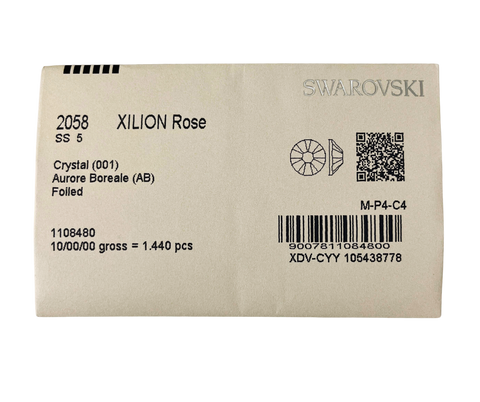 SWAROVSKI
2058 XILION Rose
SS 5
Crystal (001)
Aurore Boreale (AB)
Foiled
M-P4-C4
1108480
10/00/00 gross = 1.440 pcs
9007811084800
XDV-CYY 105438778